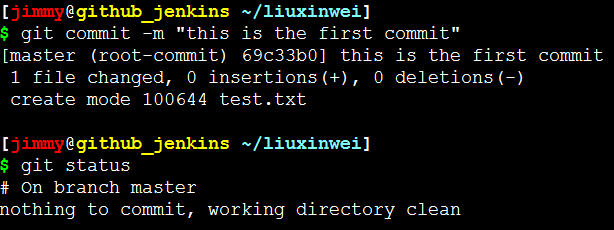 [jimmy@github_jenkins ~/liuxinwei]
$ git commit -m "this is the first commit"
[master (root-commit) 69c33b0] this is the first commit
 1 file changed, 0 insertions(+), 0 deletions(-)
 create mode 100644 test.txt

[jimmy@github_jenkins ~/liuxinwei]
$ git status
# On branch master
nothing to commit, working directory clean